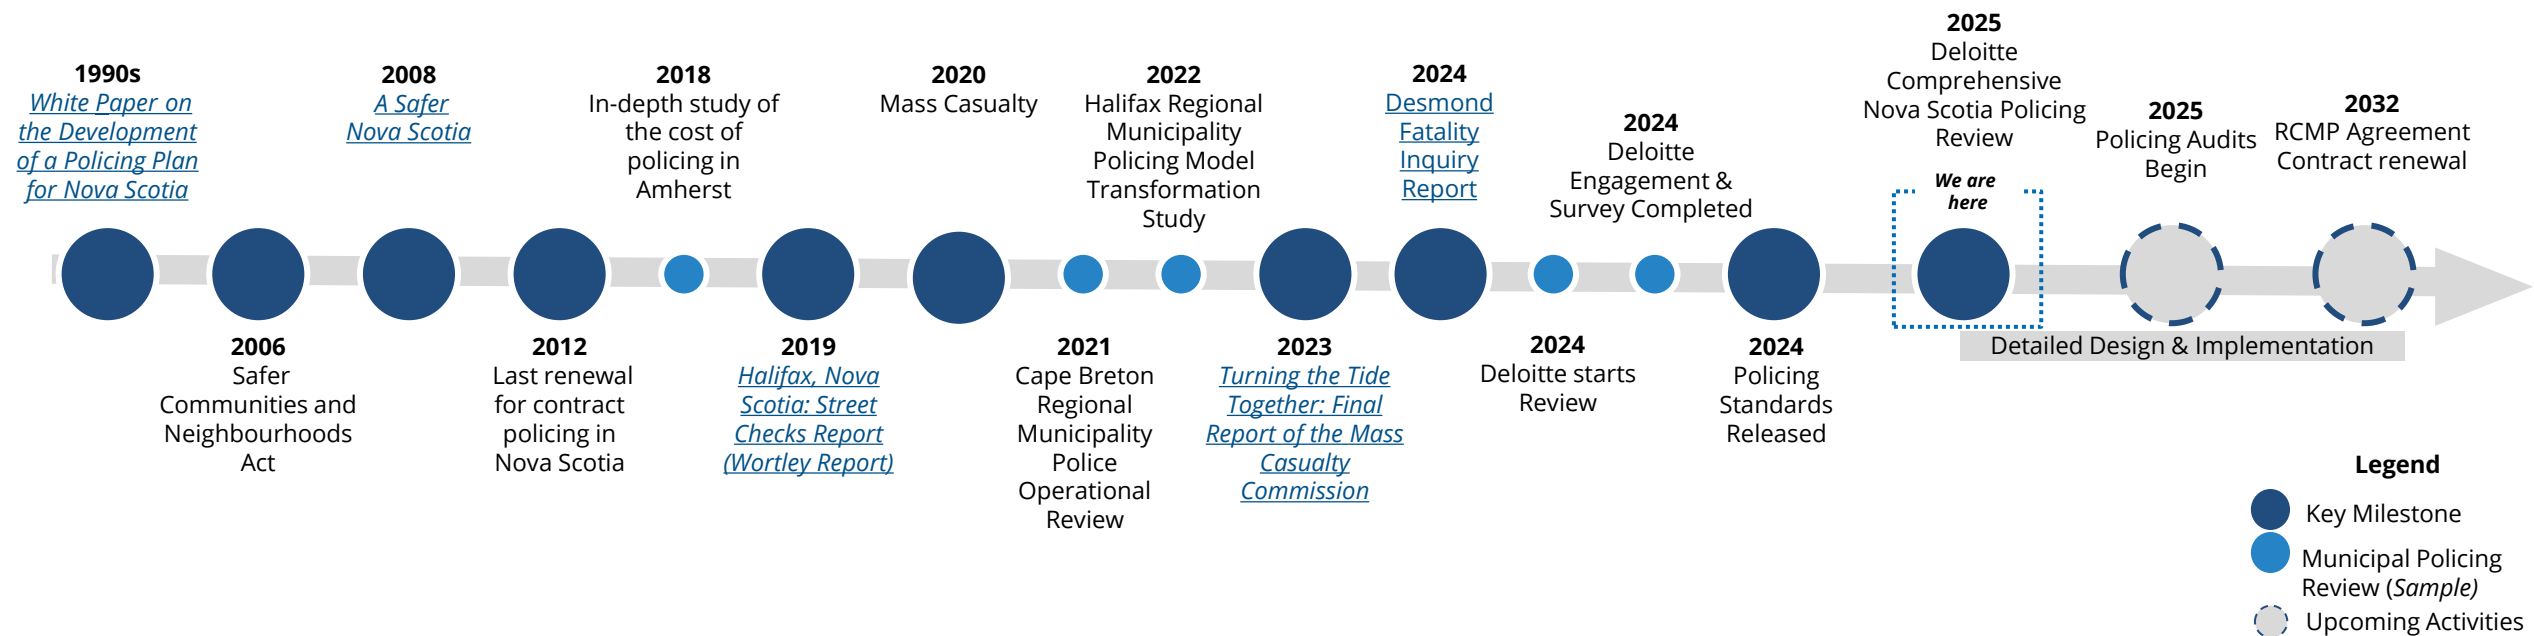 1990s
White Paper on
the Development
of a Policing Plan
for Nova Scotia
2006
Safer
Communities and
Neighbourhoods
Act
2008
A Safer
Nova Scotia
2012
Last renewal
for contract
policing in
Nova Scotia
2018
In-depth study of
the cost of
policing in
Amherst
2019
Halifax, Nova
Scotia: Street
Checks Report
(Wortley Report)
2020
Mass Casualty
2021
Cape Breton
Regional
Municipality
Police
Operational
Review
2022
Halifax Regional
Municipality
Policing Model
Transformation
Study
2023
Turning the Tide
Together: Final
Report of the Mass
Casualty
Commission
2024
Desmond
Fatality
Inquiry
Report
2024
Deloitte starts
Review
2024
Deloitte
Engagement &
Survey Completed
2024
Policing
Standards
Released
2025
Deloitte
Comprehensive
Nova Scotia Policing
Review
We are
here
2025
Policing Audits
Begin
2032
RCMP Agreement
Contract renewal
Detailed Design & Implementation
Legend
Key Milestone
Municipal Policing
Review (Sample)
Upcoming Activities